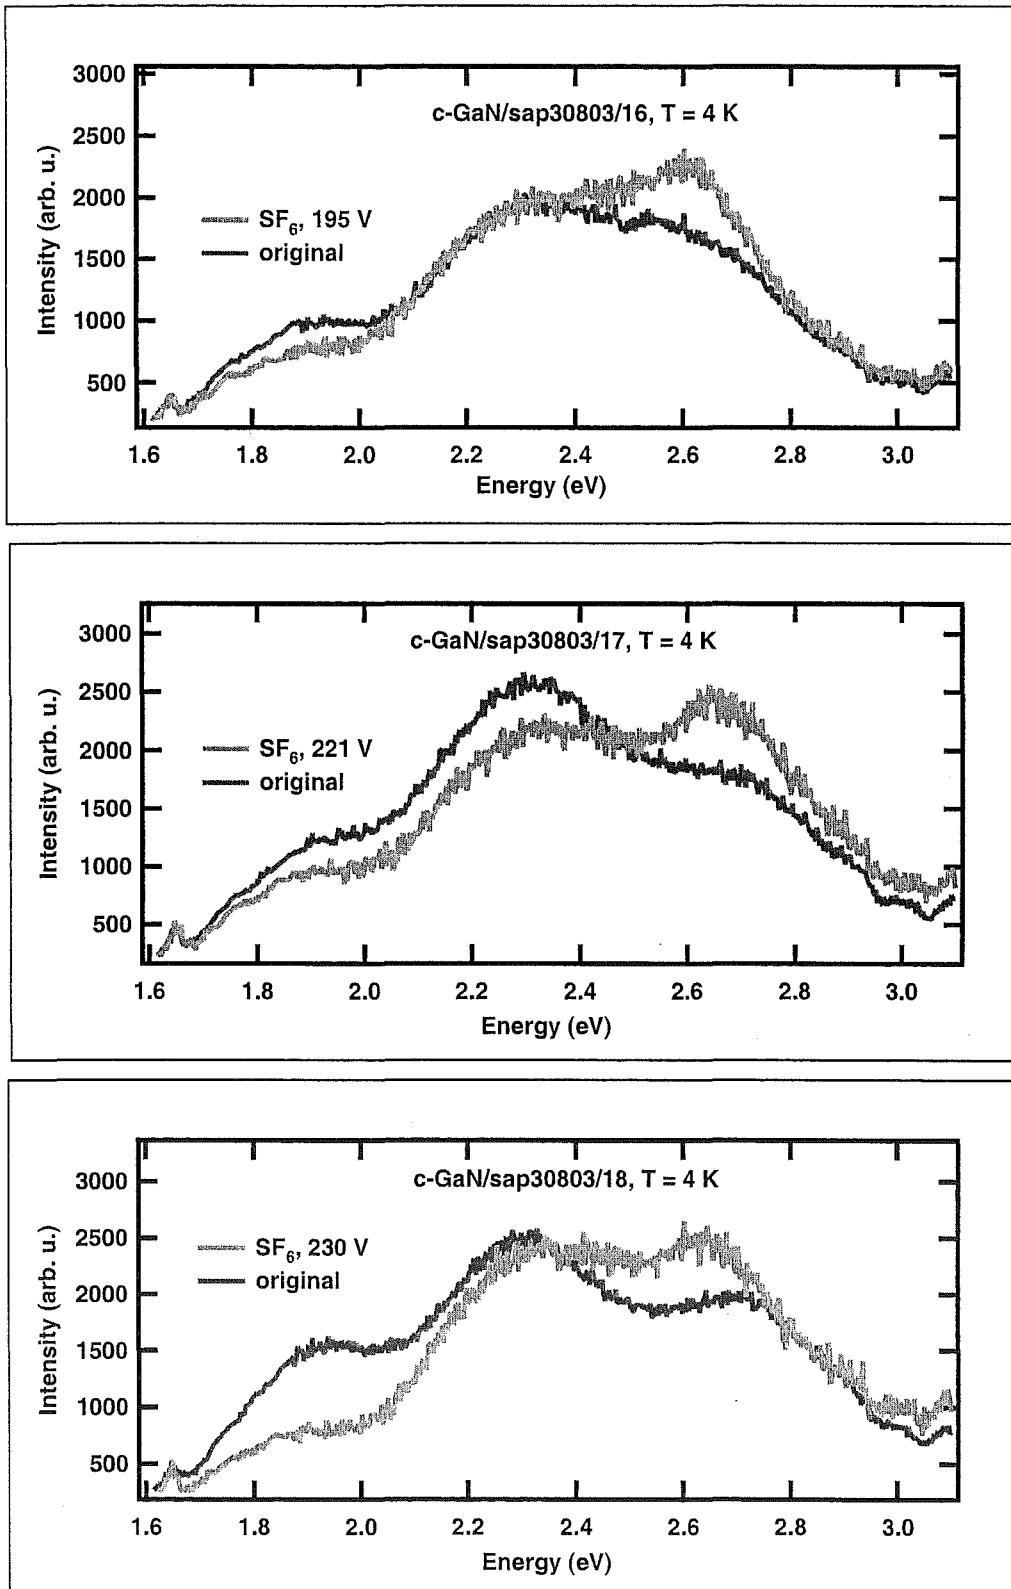 3000
2500
2000
1500
1000
500
Intensity (arb. u.)
c-GaN/sap30803/16, T = 4 K
SF₆, 195 V
original
1.6 1.8 2.0 2.2 2.4 2.6 2.8 3.0
Energy (eV)
3000
2500
2000
1500
1000
500
Intensity (arb. u.)
c-GaN/sap30803/17, T = 4 K
SF₆, 221 V
original
1.6 1.8 2.0 2.2 2.4 2.6 2.8 3.0
Energy (eV)
3000
2500
2000
1500
1000
500
Intensity (arb. u.)
c-GaN/sap30803/18, T = 4 K
SF₆, 230 V
original
1.6 1.8 2.0 2.2 2.4 2.6 2.8 3.0
Energy (eV)